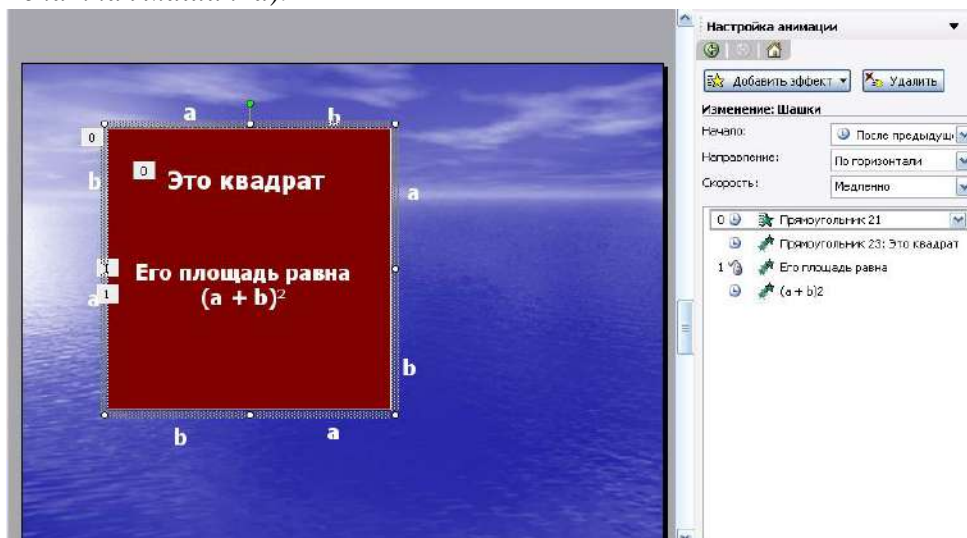 Настройка анимации
Добавить эффект
Удалить
Изменение: Шашки
Начало:
После предыдущ
Направление:
По горизонтали
Скорость:
Медленно
0 Прямоугольник 21
Прямоугольник 23: Это квадрат
1 Его площадь равна
(a + b)2
a b
0
0
Это квадрат
b
a
1
Его площадь равна
a
1
(a + b)²
b
b a